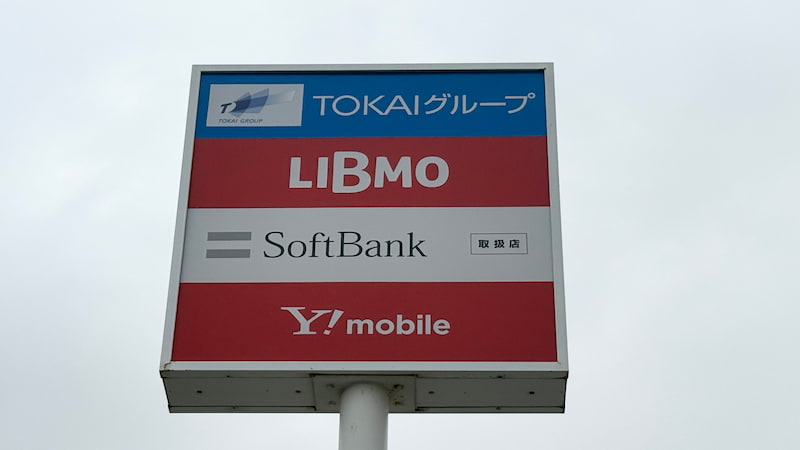 T
TOKAI GROUP
TOKAIグループ
LIBMO
SoftBank
取扱店
Y!mobile